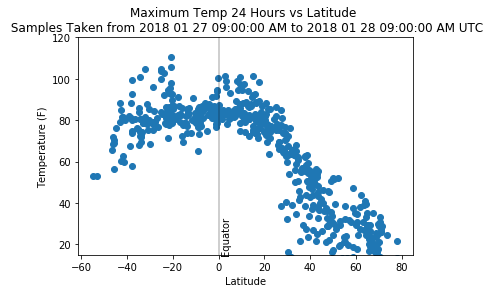 Maximum Temp 24 Hours vs Latitude
Samples Taken from 2018 01 27 09:00:00 AM to 2018 01 28 09:00:00 AM UTC
120
100
80
60
40
20
Temperature (F)
Equator
−60
−40
−20
0
20
40
60
80
Latitude